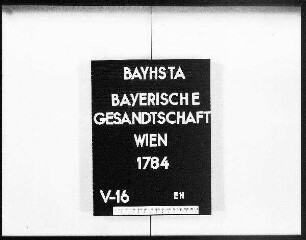 BAYHSTA
BAYERISCHE
GESANDTSCHAFT
WIEN
1784
V-16 EH